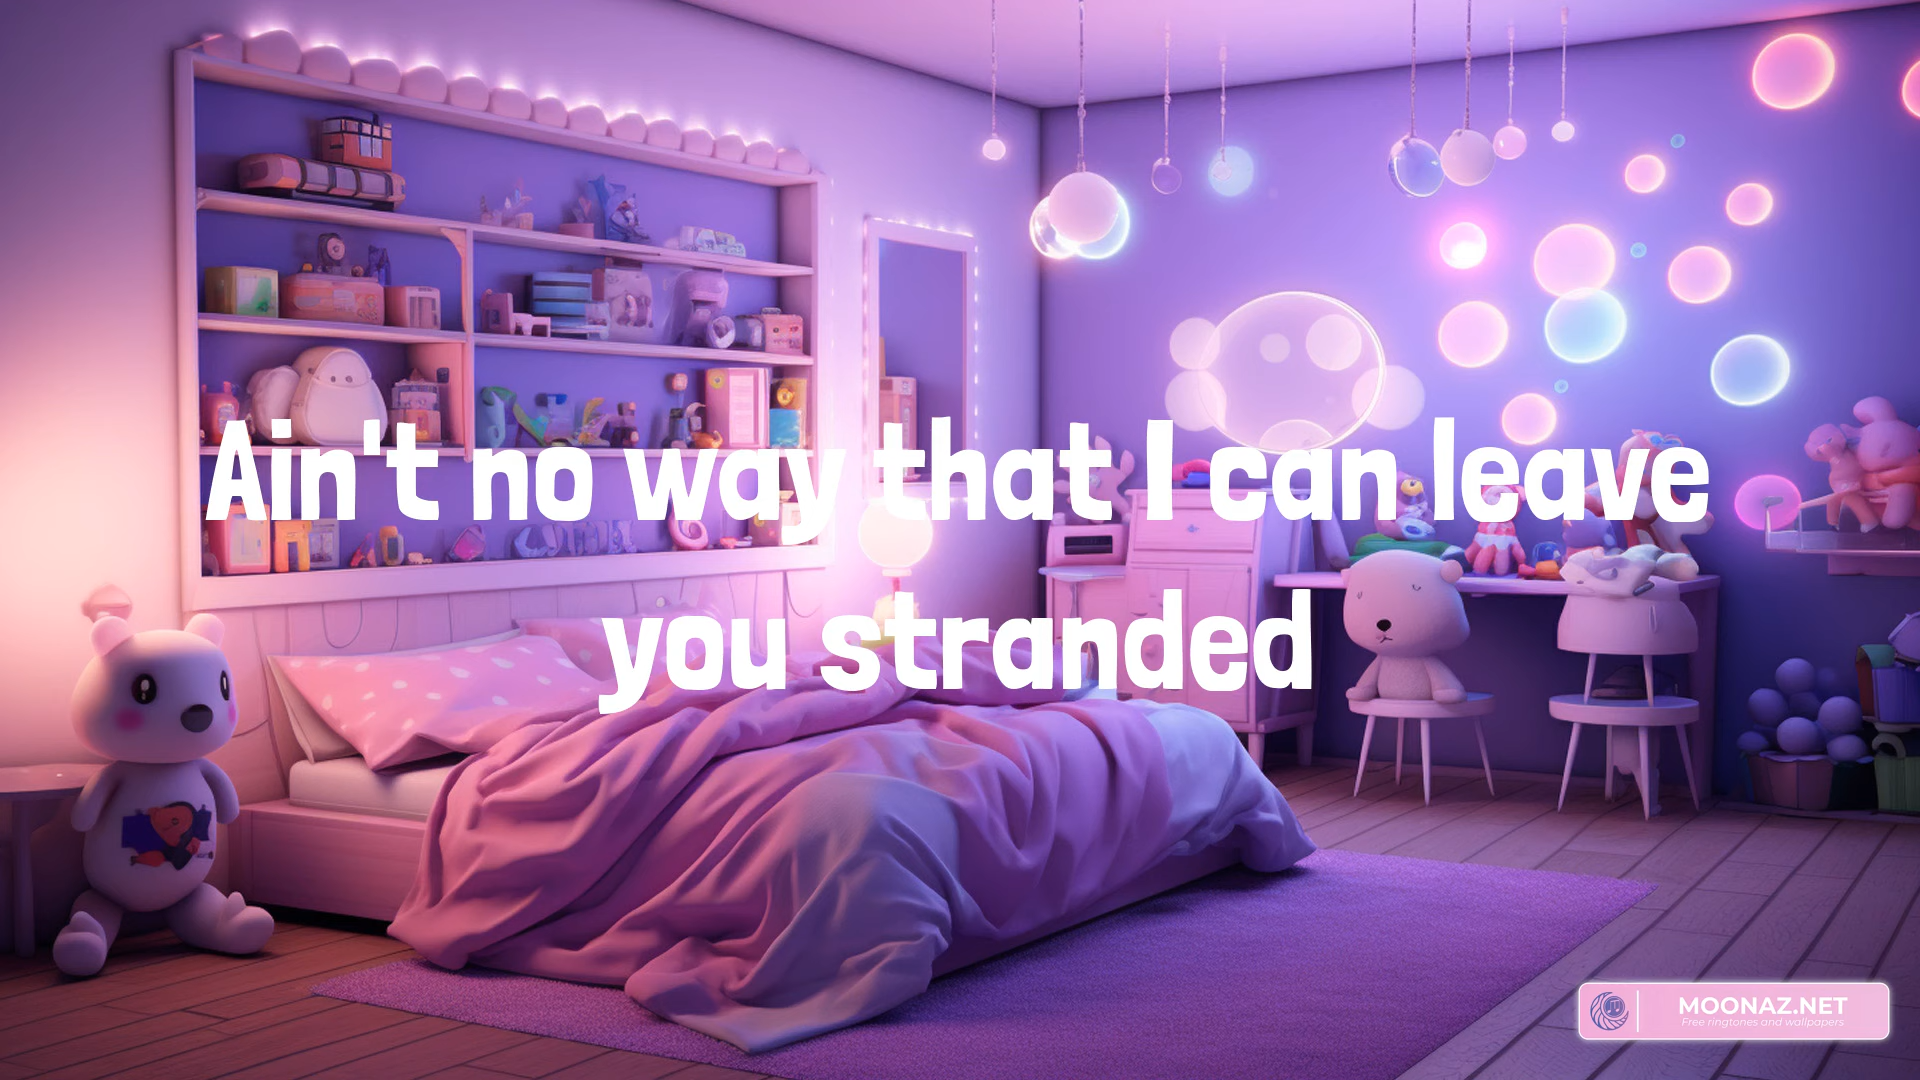 Ain't no way that I can leave
you stranded
MOONAZ.NET
Free ringtones and wallpapers